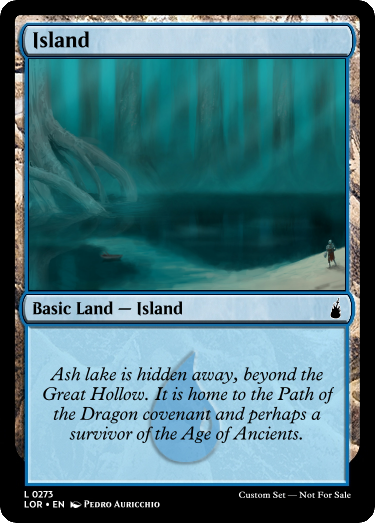 Island
Basic Land — Island
Ash lake is hidden away, beyond the
Great Hollow. It is home to the Path of
the Dragon covenant and perhaps a
survivor of the Age of Ancients.
L 0273
LOR • EN Pedro Auricchio
Custom Set — Not For Sale